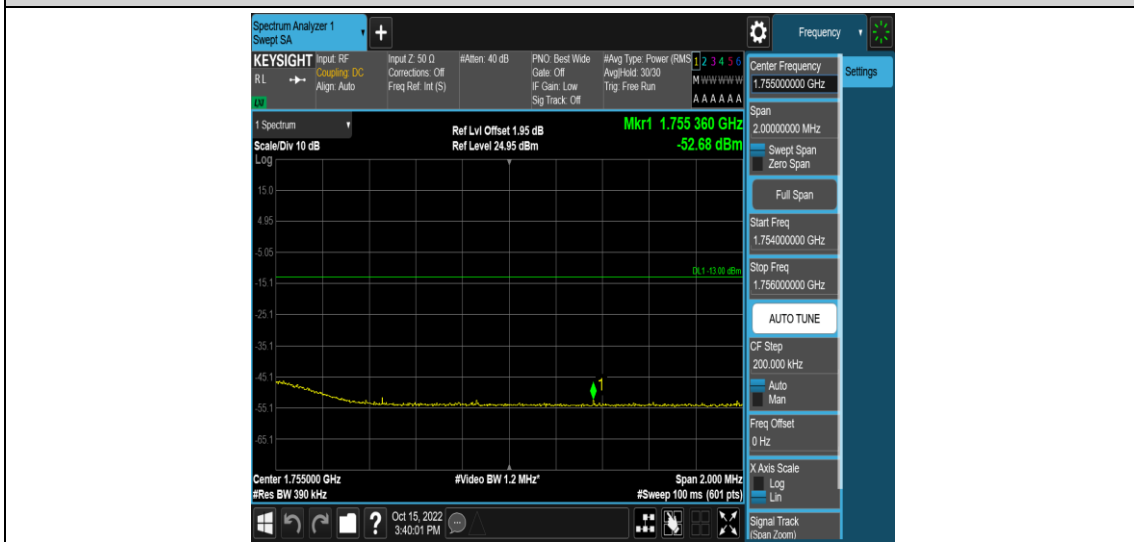 Spectrum Analyzer 1
Swept SA
+
Frequency
KEYSIGHT
RL
Input: RF
Coupling: DC
Align: Auto
Input Z: 50 Ω
Corrections: Off
Freq Ref: Int (S)
#Atten: 40 dB
PNO: Best Wide
Gate: Off
IF Gain: Low
Sig Track: Off
#Avg Type: Power (RMS
Avg|Hold: 30/30
Trig: Free Run
1 2 3 4 5 6
M W W W W W
A A A A A A
1 Spectrum
Scale/Div 10 dB
Log
Ref Lvl Offset 1.95 dB
Ref Level 24.95 dBm
Mkr1 1.755 360 GHz
-52.68 dBm
15.0
4.95
-5.05
-15.1
-25.1
-35.1
-45.1
-55.1
-65.1
DL1 -13.00 dBm
1
Center 1.755000 GHz
#Res BW 390 kHz
#Video BW 1.2 MHz*
Span 2.000 MHz
#Sweep 100 ms (601 pts)
?
Oct 15, 2022
3:40:01 PM
Center Frequency
1.755000000 GHz
Settings
Span
2.00000000 MHz
Swept Span
Zero Span
Full Span
Start Freq
1.754000000 GHz
Stop Freq
1.756000000 GHz
AUTO TUNE
CF Step
200.000 kHz
Auto
Man
Freq Offset
0 Hz
X Axis Scale
Log
Lin
Signal Track
(Span Zoom)